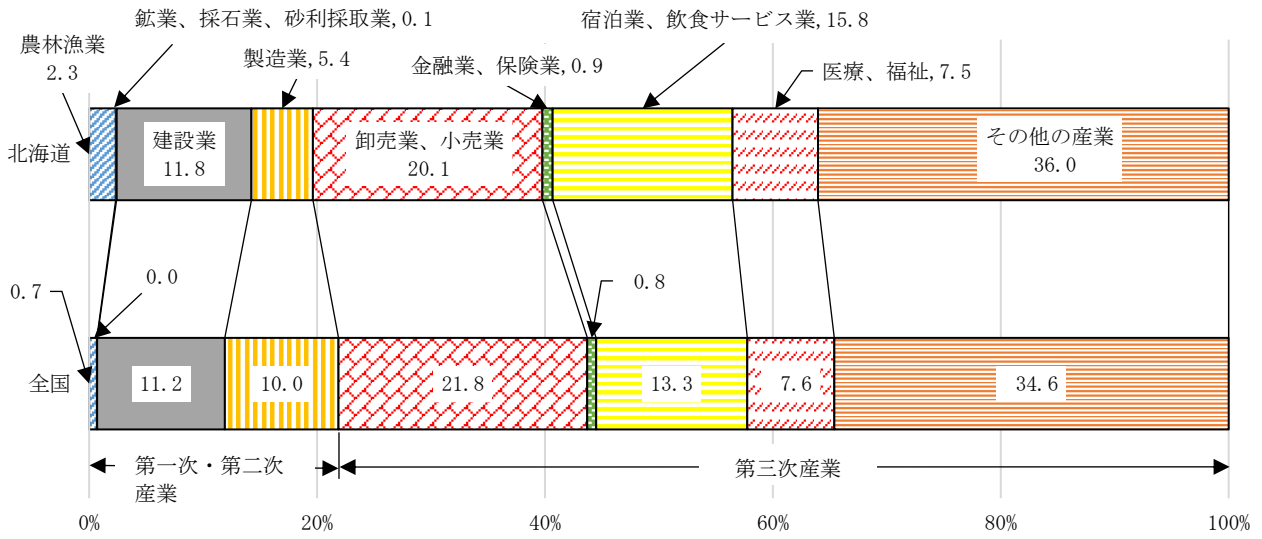 鉱業、採石業、砂利採取業,0.1
宿泊業、飲食サービス業,15.8
農林漁業
2.3
製造業,5.4
金融業、保険業,0.9
医療、福祉,7.5
北海道
建設業
11.8
卸売業、小売業
20.1
その他の産業
36.0
0.7
0.0
0.8
全国
11.2
10.0
21.8
13.3
7.6
34.6
第一次・第二次
産業
第三次産業
0%
20%
40%
60%
80%
100%